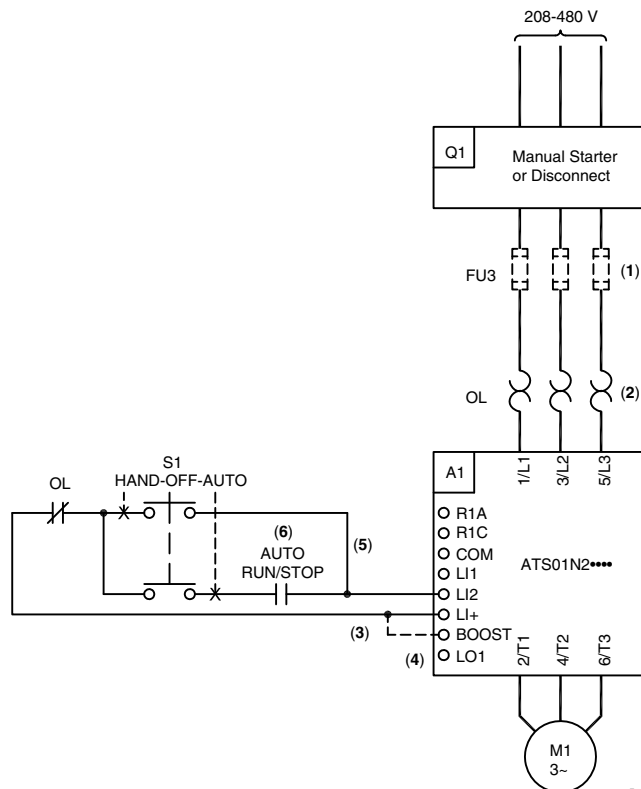 208-480 V
Q1
Manual Starter
or Disconnect
FU3
(1)
OL
(2)
S1
HAND-OFF-AUTO
OL
A1
1/L1
3/L2
5/L3
R1A
R1C
COM
LI1
LI2
LI+
BOOST
LO1
ATS01N2••••
(6)
AUTO
RUN/STOP
(5)
(3)
(4)
2/T1
4/T2
6/T3
M1
3~